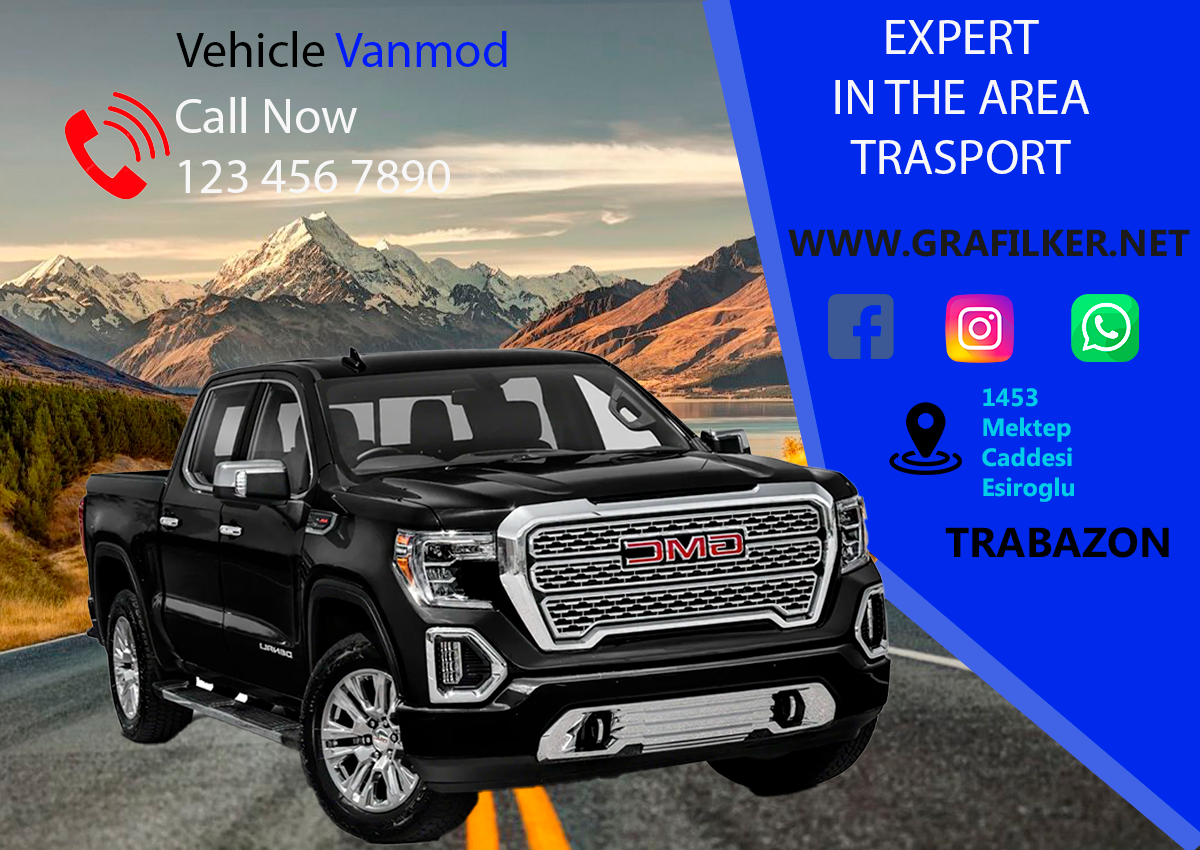 Vehicle Vanmod
Call Now
123 456 7890
EXPERT
IN THE AREA
TRASPORT
WWW.GRAFILKER.NET
1453
Mektep
Caddesi
Esiroglu
TRABAZON
GMC
DENALI